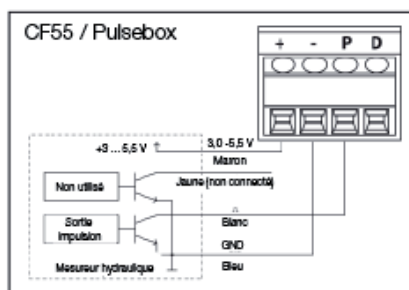 CF55 / Pulsebox
+ - P D
+3 ...5,5 V
3,0 -5,5 V
Marron
Non utilisé
Jaune (non connecté)
Sortie
impulsion
Blanc
GND
Mesureur hydraulique
Bleu